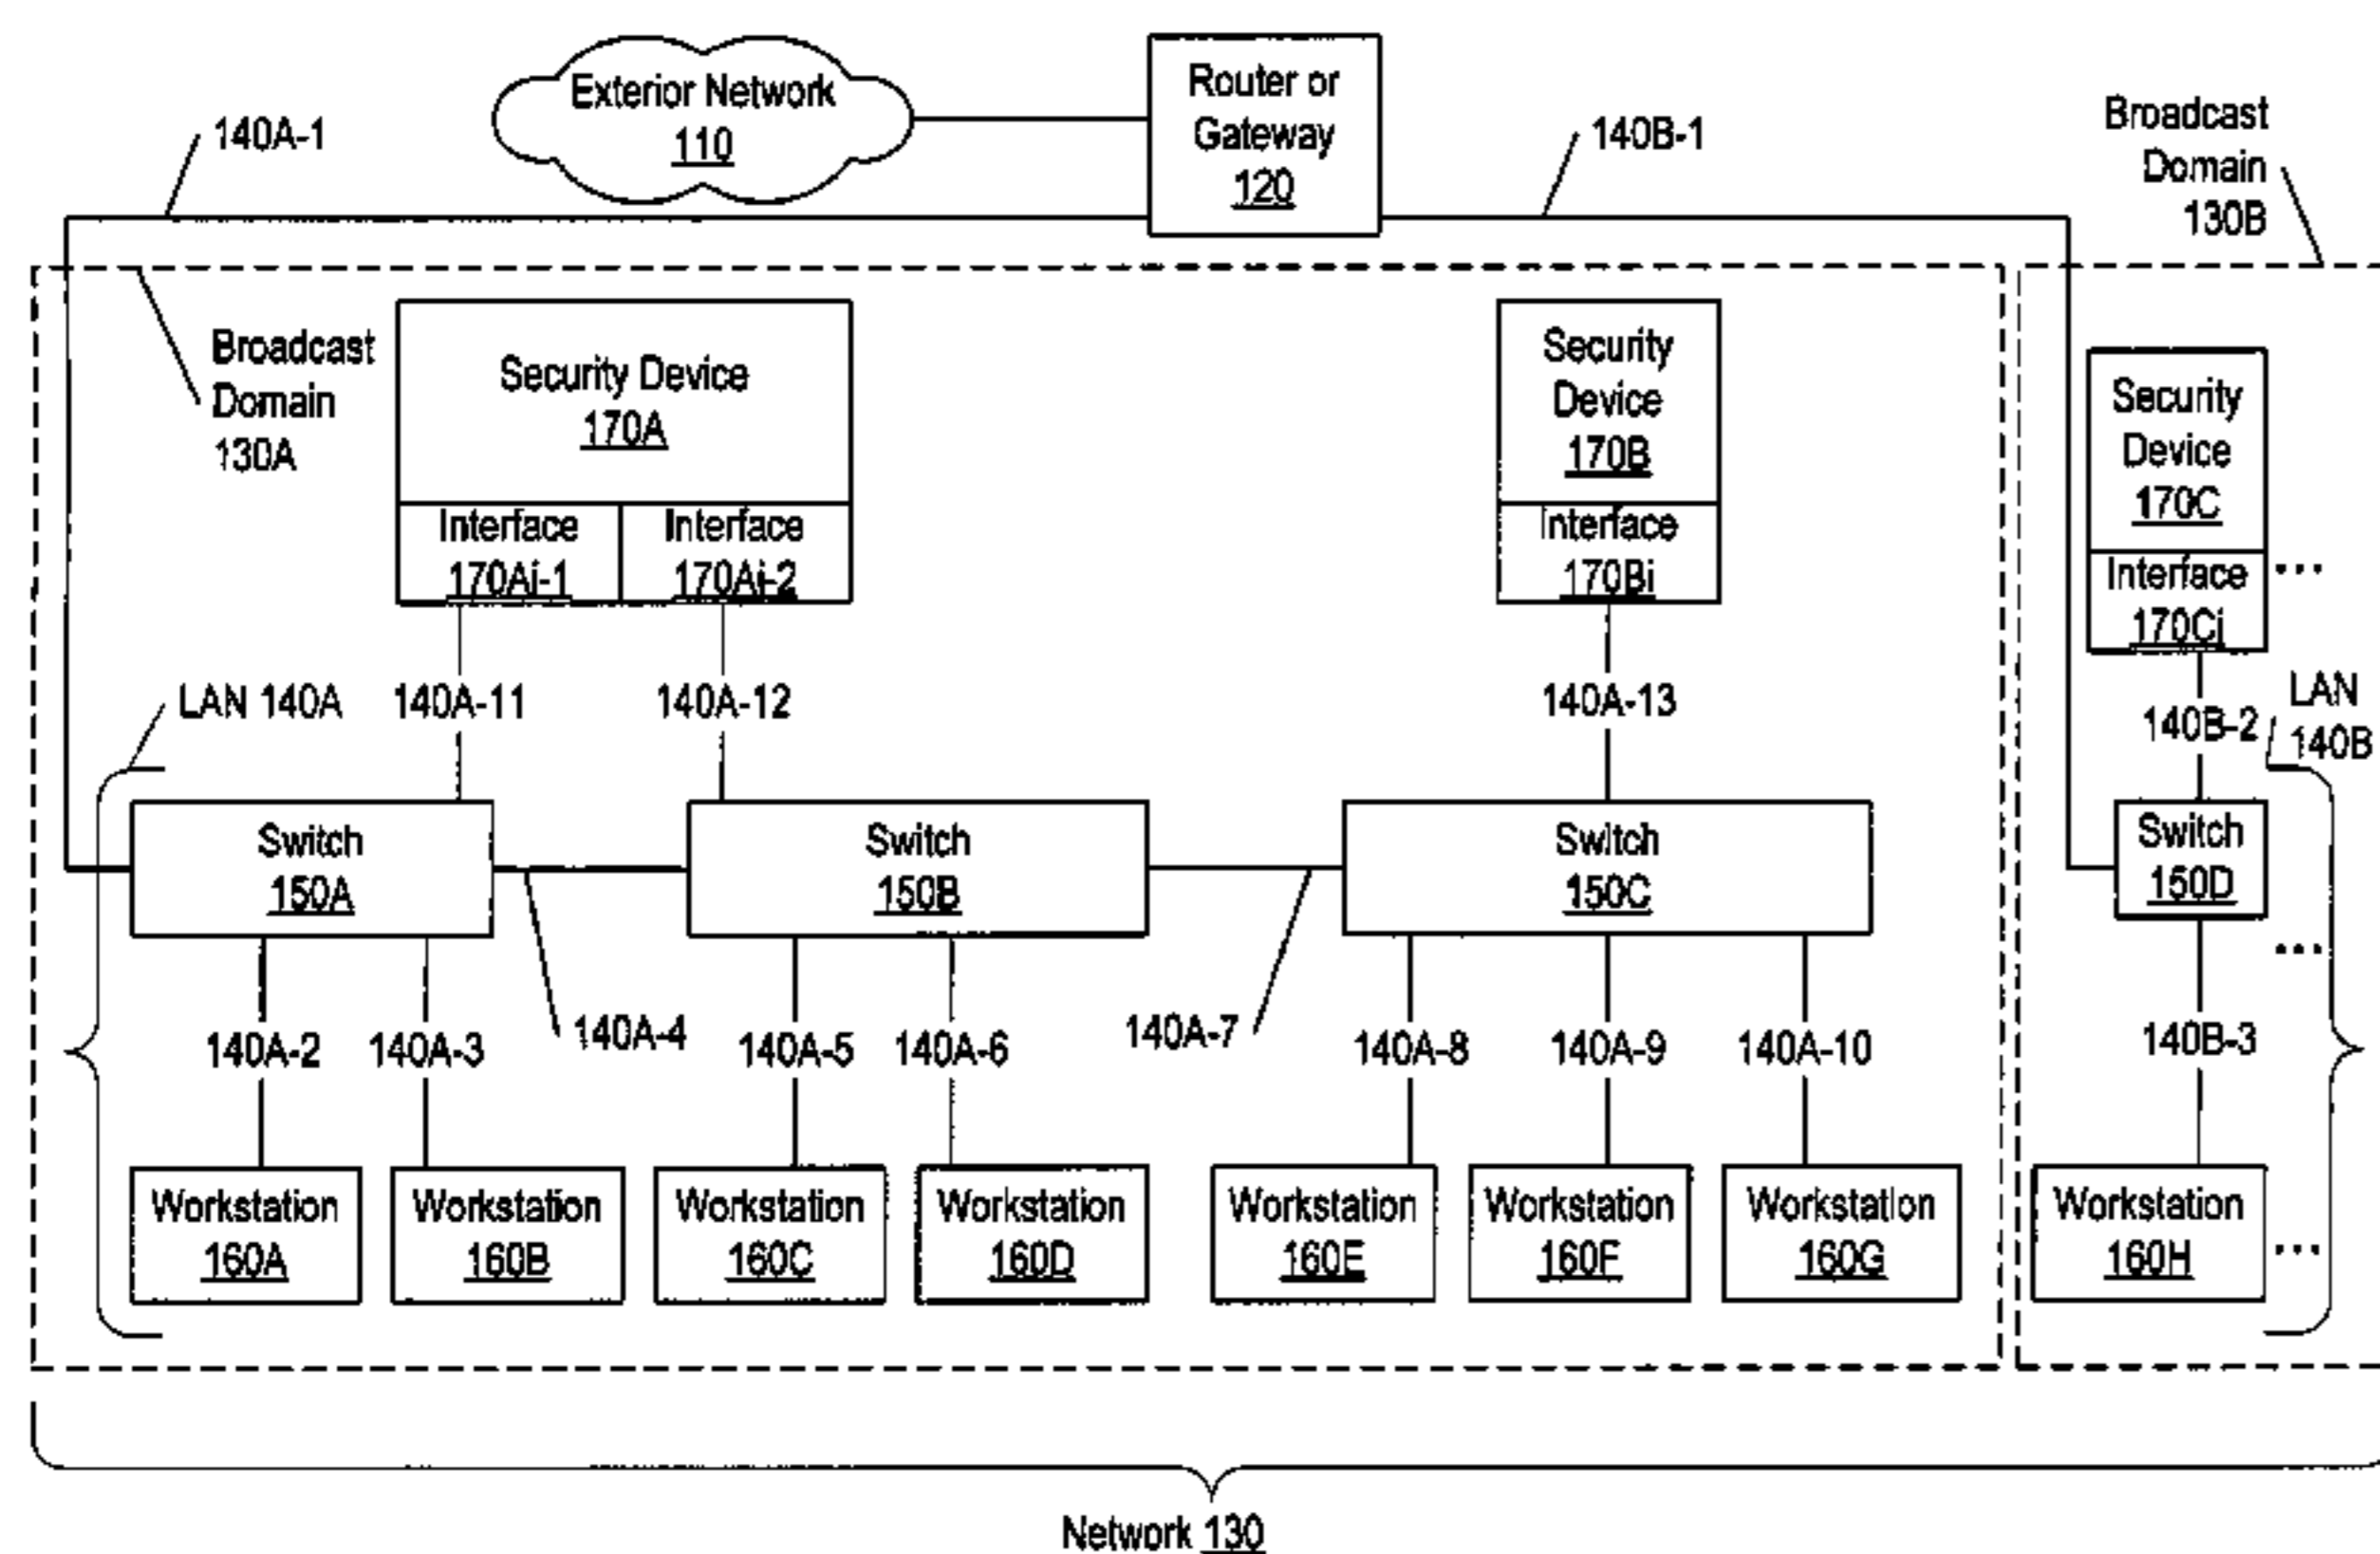 Exterior Network
110
Router or
Gateway
120
140A-1
140B-1
Broadcast
Domain
130B
Broadcast
Domain
130A
Security Device
170A
Interface
170Ai-1
Interface
170Ai-2
Security
Device
170B
Interface
170Bi
Security
Device
170C
Interface
170Ci
...
LAN 140A
140A-11
140A-12
140A-13
140B-2
LAN
140B
Switch
150A
Switch
150B
Switch
150C
Switch
150D
...
140A-2
140A-3
140A-4
140A-5
140A-6
140A-7
140A-8
140A-9
140A-10
140B-3
Workstation
160A
Workstation
160B
Workstation
160C
Workstation
160D
Workstation
160E
Workstation
160F
Workstation
160G
Workstation
160H
...
Network 130